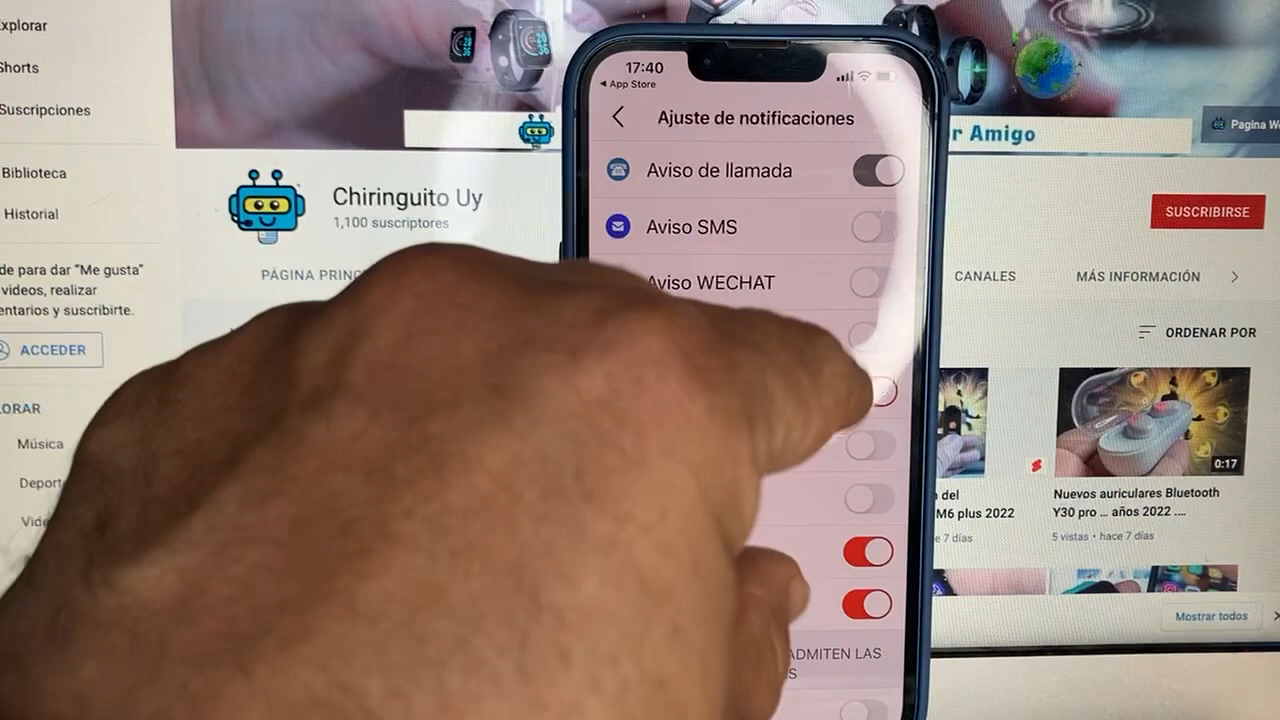 Explorar
Shorts
Suscripciones
Biblioteca
Historial
de para dar "Me gusta"
videos, realizar
entarios y suscribirte.
ACCEDER
ORAR
Música
Deport
Vide
r Amigo
Pagina We
Chiringuito Uy
1,100 suscriptores
SUSCRIBIRSE
PÁGINA PRINC
CANALES
MÁS INFORMACIÓN
ORDENAR POR
17:40
App Store
Ajuste de notificaciones
Aviso de llamada
Aviso SMS
Aviso WECHAT
ADMITEN LAS
S
del
M6 plus 2022
e 7 días
0:17
Nuevos auriculares Bluetooth
Y30 pro ... años 2022 ....
5 vistas • hace 7 días
Mostrar todos